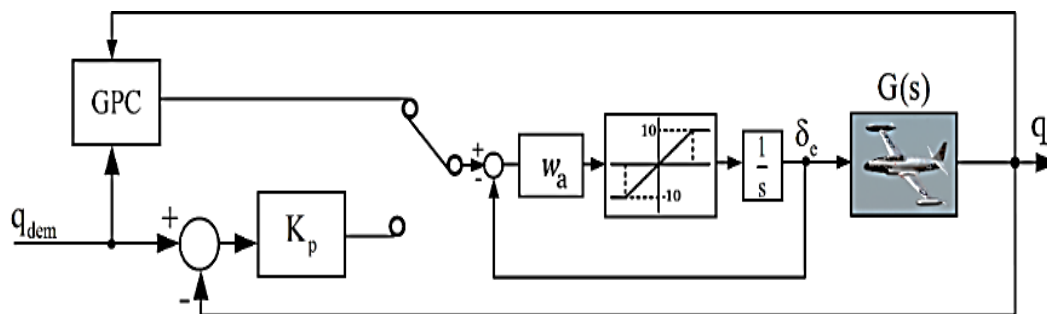 G(s)
GPC
10
-10
+
-
w_a
1
s
δ_e
q
q_dem
+
-
K_p